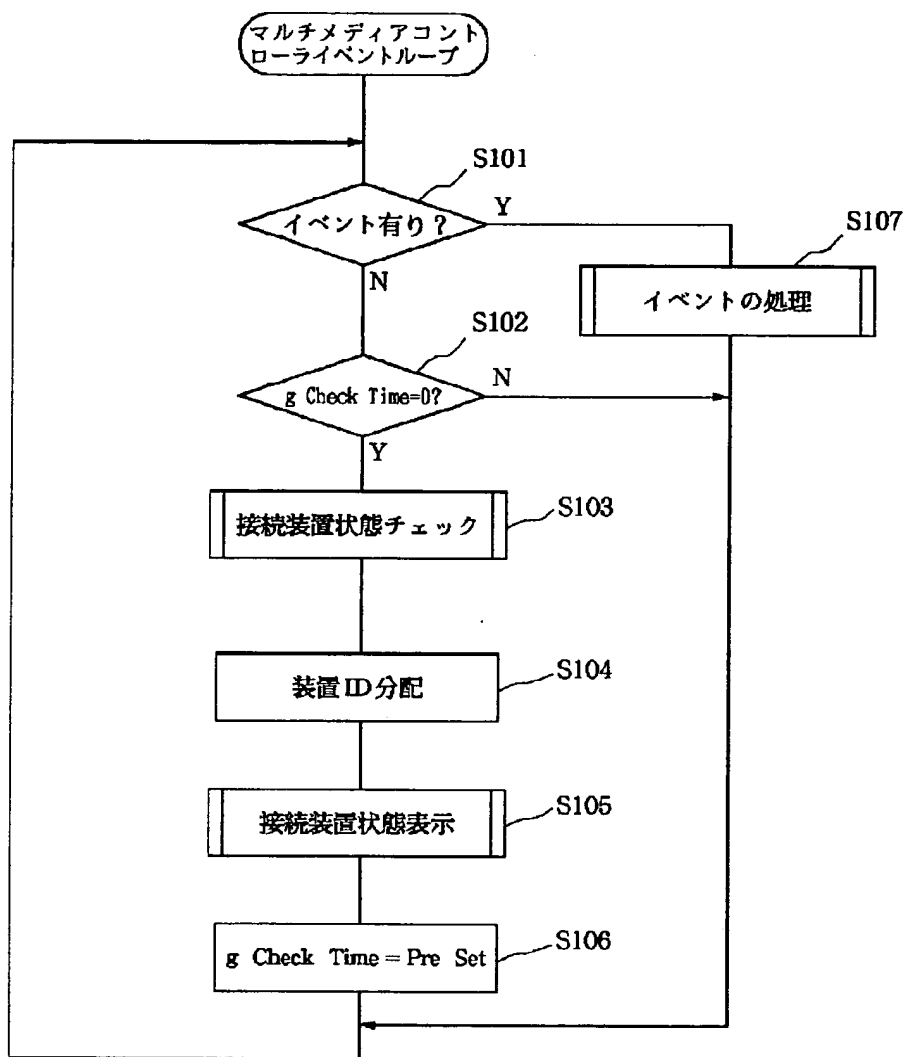 マルチメディアコント
ローライベントループ
S101
イベント有り？
Y
N
S107
イベントの処理
S102
g Check Time=0?
N
Y
接続装置状態チェック
S103
装置ID分配
S104
接続装置状態表示
S105
g Check Time = Pre Set
S106